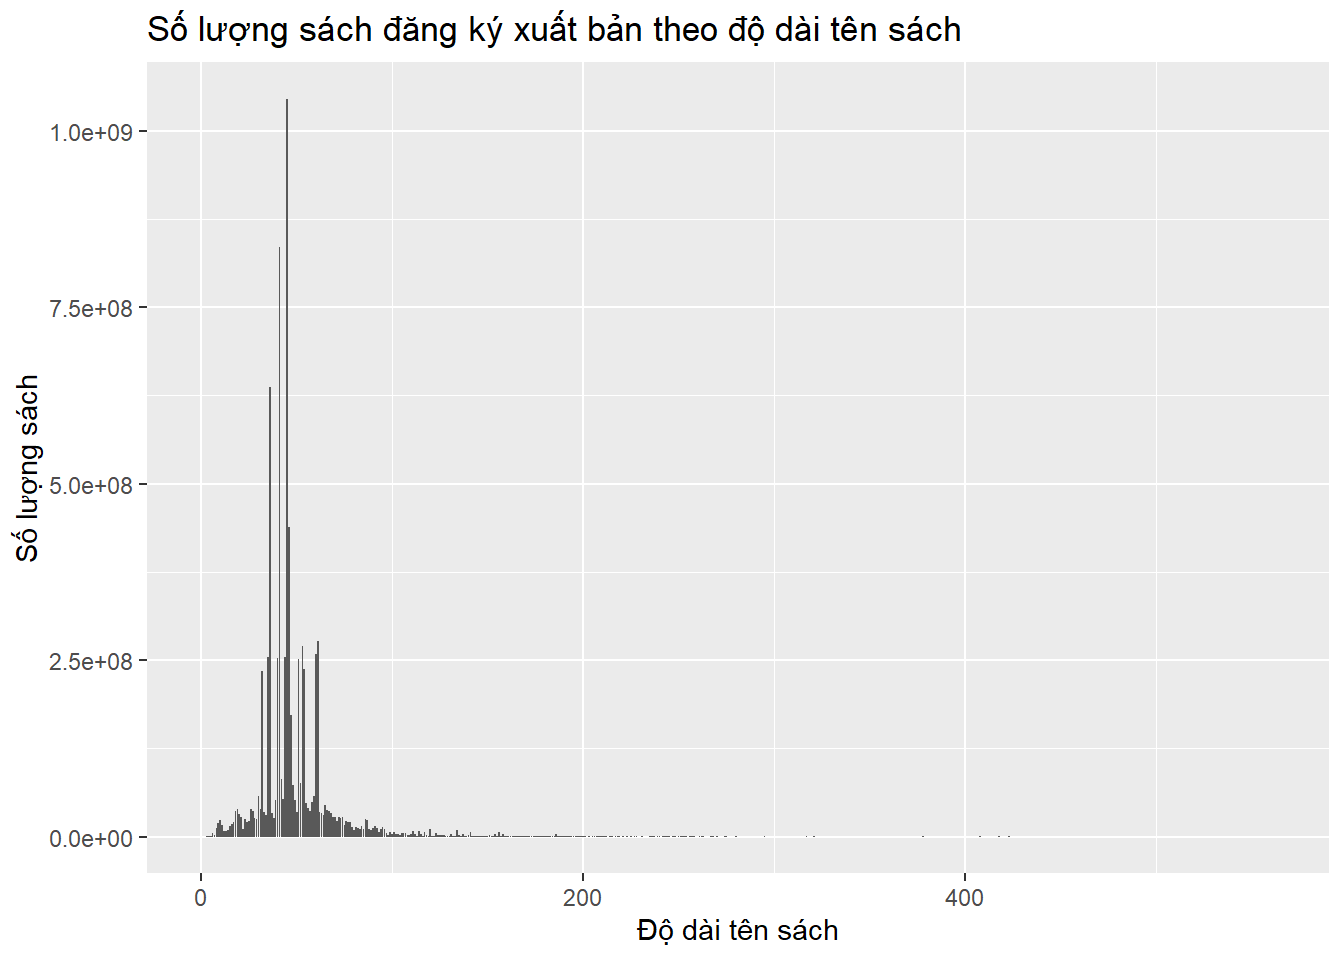 Số lượng sách đăng ký xuất bản theo độ dài tên sách
Số lượng sách
1.0e+09
7.5e+08
5.0e+08
2.5e+08
0.0e+00
0 200 400
Độ dài tên sách